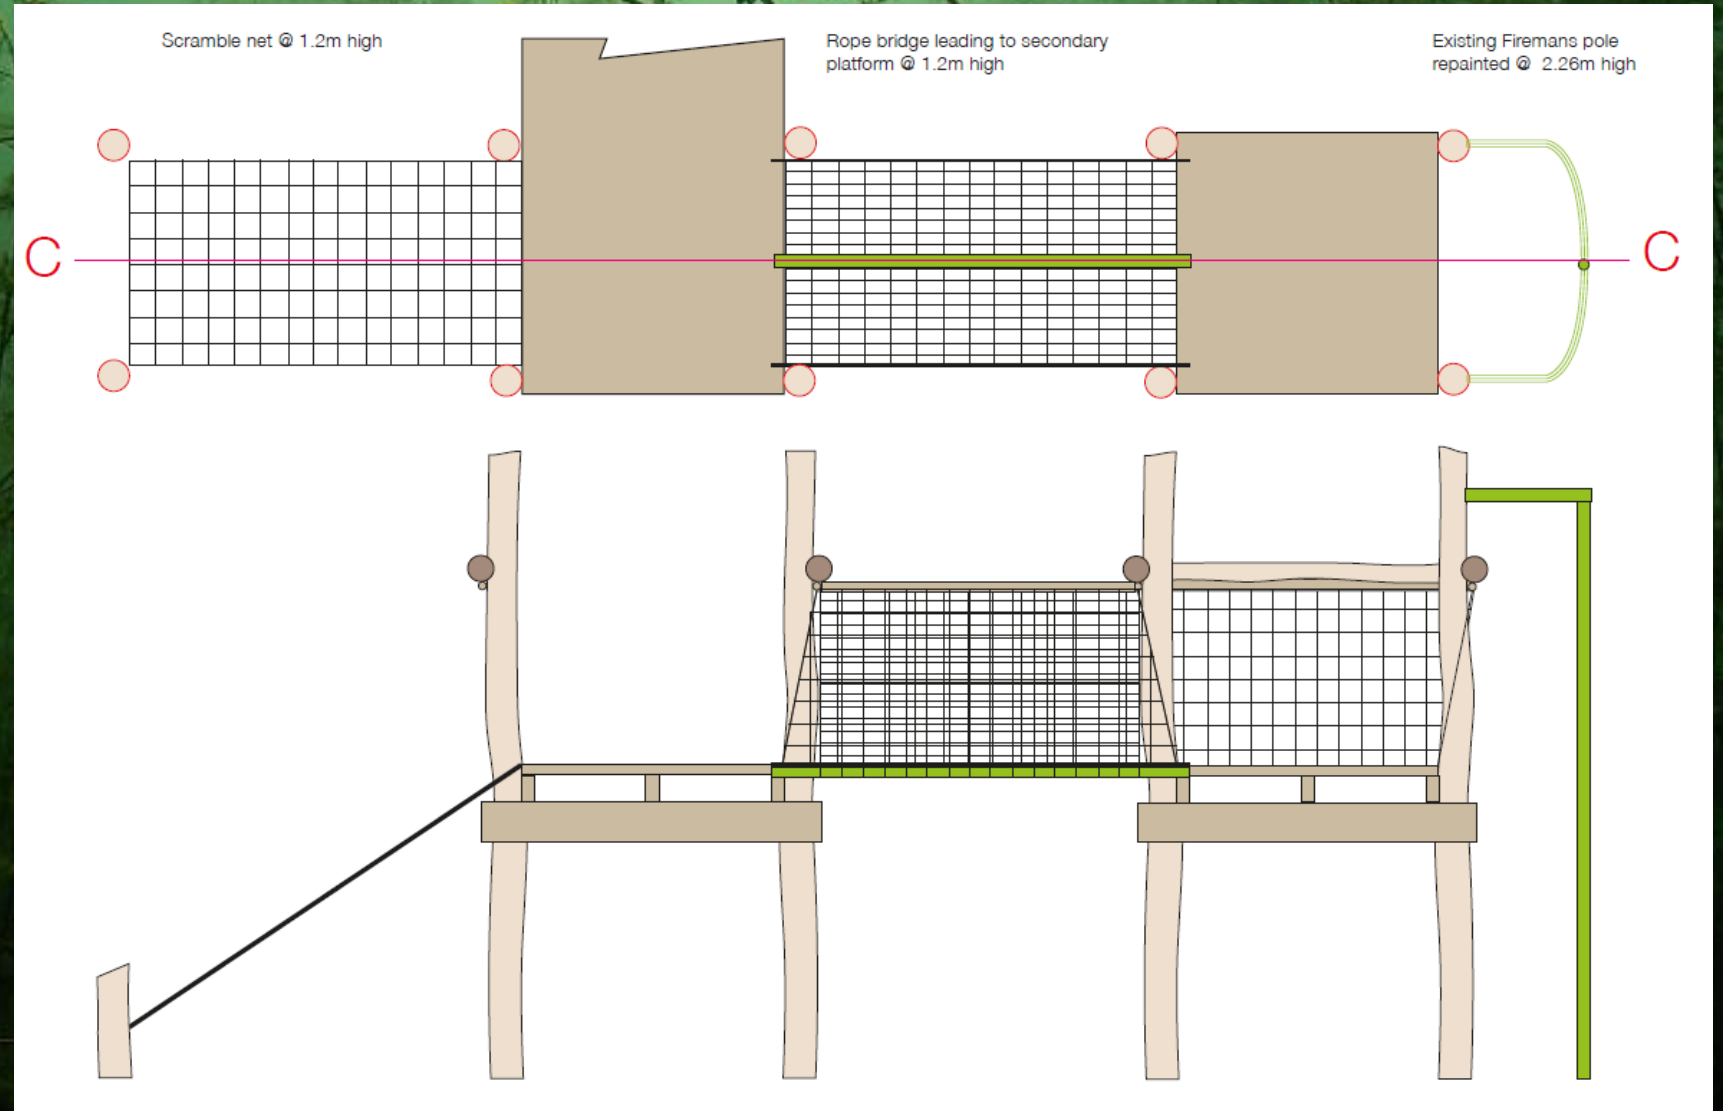 Scramble net @ 1.2m high
Rope bridge leading to secondary
platform @ 1.2m high
Existing Firemans pole
repainted @  2.26m high
C
C